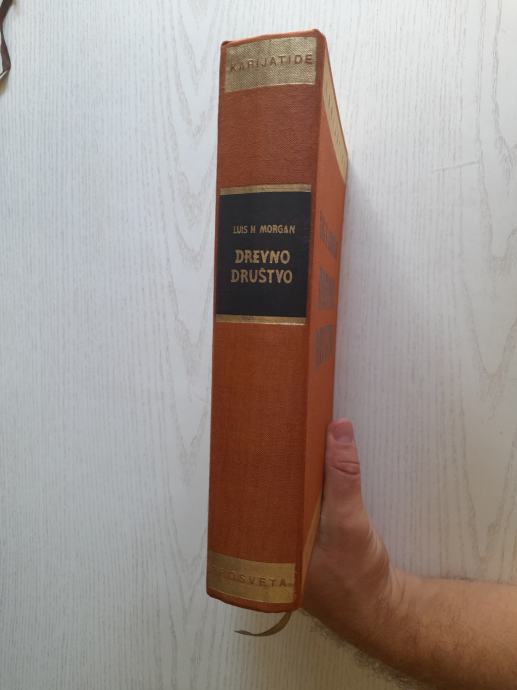 KARIJATIDE
LUIS H MORGAN
DREVNO
DRUŠTVO
PROSVETA